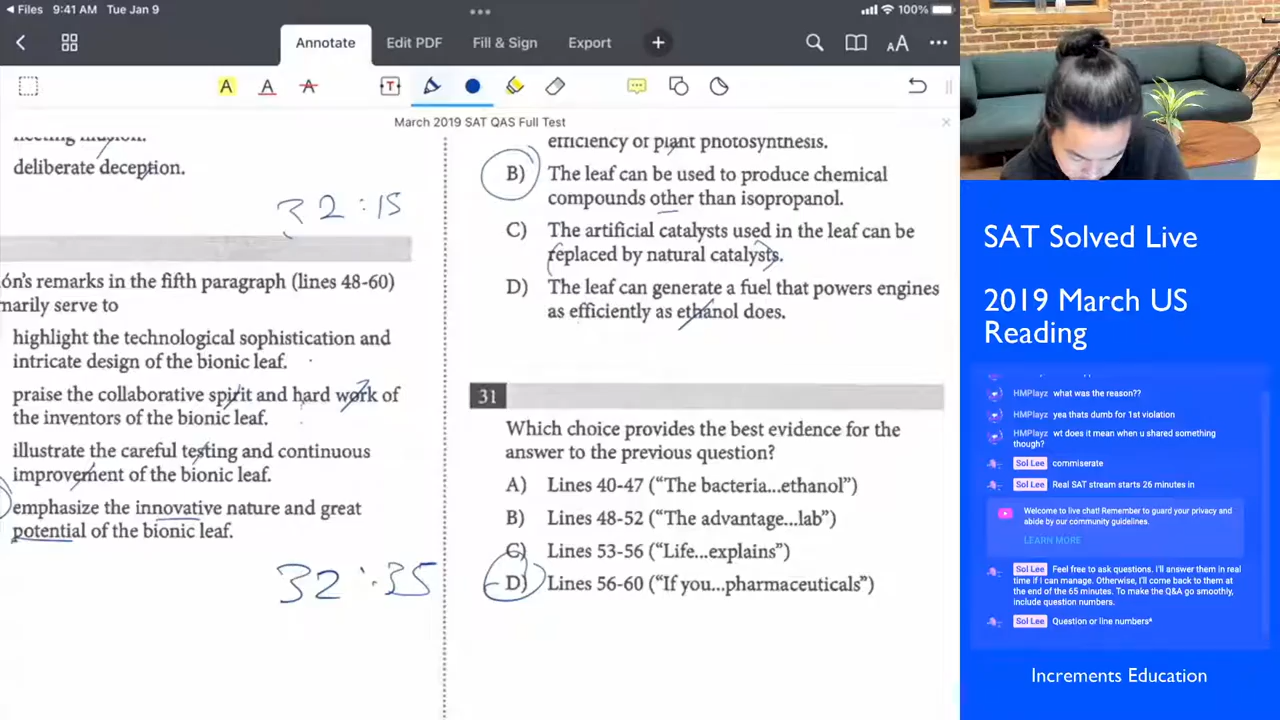 Files 9:41 AM Tue Jan 9
100%
Annotate
Edit PDF
Fill & Sign
Export
March 2019 SAT QAS Full Test
deliberate deception.
32:15
ón's remarks in the fifth paragraph (lines 48-60)
marily serve to
highlight the technological sophistication and
intricate design of the bionic leaf.
praise the collaborative spirit and hard work of
the inventors of the bionic leaf.
illustrate the careful testing and continuous
improvement of the bionic leaf.
emphasize the innovative nature and great
potential of the bionic leaf.
32:35
efficiency of plant photosynthesis.
B) The leaf can be used to produce chemical
compounds other than isopropanol.
C) The artificial catalysts used in the leaf can be
replaced by natural catalysts.
D) The leaf can generate a fuel that powers engines
as efficiently as ethanol does.
31
Which choice provides the best evidence for the
answer to the previous question?
A) Lines 40-47 (“The bacteria...ethanol”)
B) Lines 48-52 (“The advantage...lab”)
C) Lines 53-56 (“Life...explains”)
D) Lines 56-60 (“If you...pharmaceuticals”)
SAT Solved Live
2019 March US
Reading
HMPlayz what was the reason??
HMPlayz yea thats dumb for 1st violation
HMPlayz wt does it mean when u shared something
though?
Sol Lee commiserate
Sol Lee Real SAT stream starts 26 minutes in
Welcome to live chat! Remember to guard your privacy and
abide by our community guidelines.
LEARN MORE
Sol Lee Feel free to ask questions. I'll answer them in real
time if I can manage. Otherwise, I'll come back to them at
the end of the 65 minutes. To make the Q&A go smoothly,
include question numbers.
Sol Lee Question or line numbers*
Increments Education